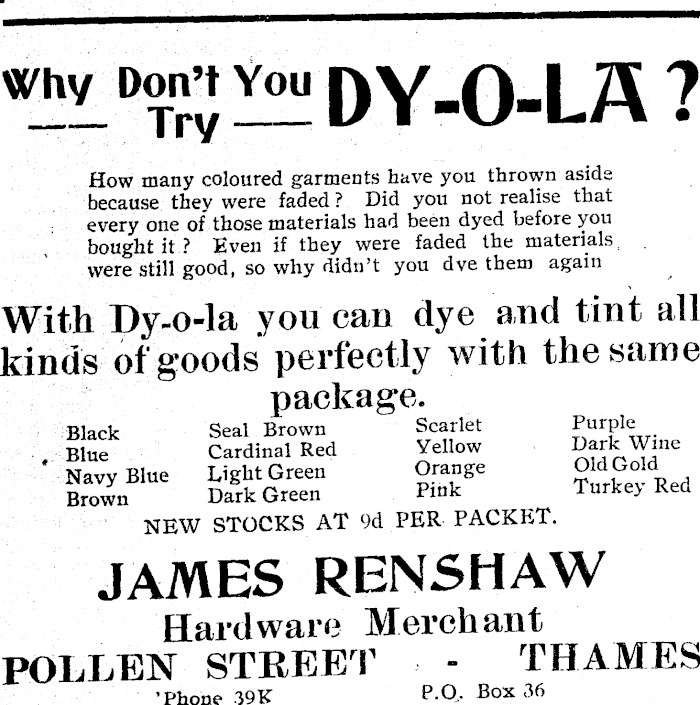 Why Don't You DY-O-LA ?
Try
How many coloured garments have you thrown aside
because they were faded? Did you not realise that
every one of those materials had been dyed before you
bought it? Even if they were faded the materials
were still good, so why didn't you dye them again
With Dy-o-la you can dye and tint all
kinds of goods perfectly with the same
package.
Black Seal Brown Scarlet Purple
Blue Cardinal Red Yellow Dark Wine
Navy Blue Light Green Orange Old Gold
Brown Dark Green Pink Turkey Red
NEW STOCKS AT 9d PER PACKET.
JAMES RENSHAW
Hardware Merchant
POLLEN STREET - THAMES
'Phone 39K P.O. Box 36